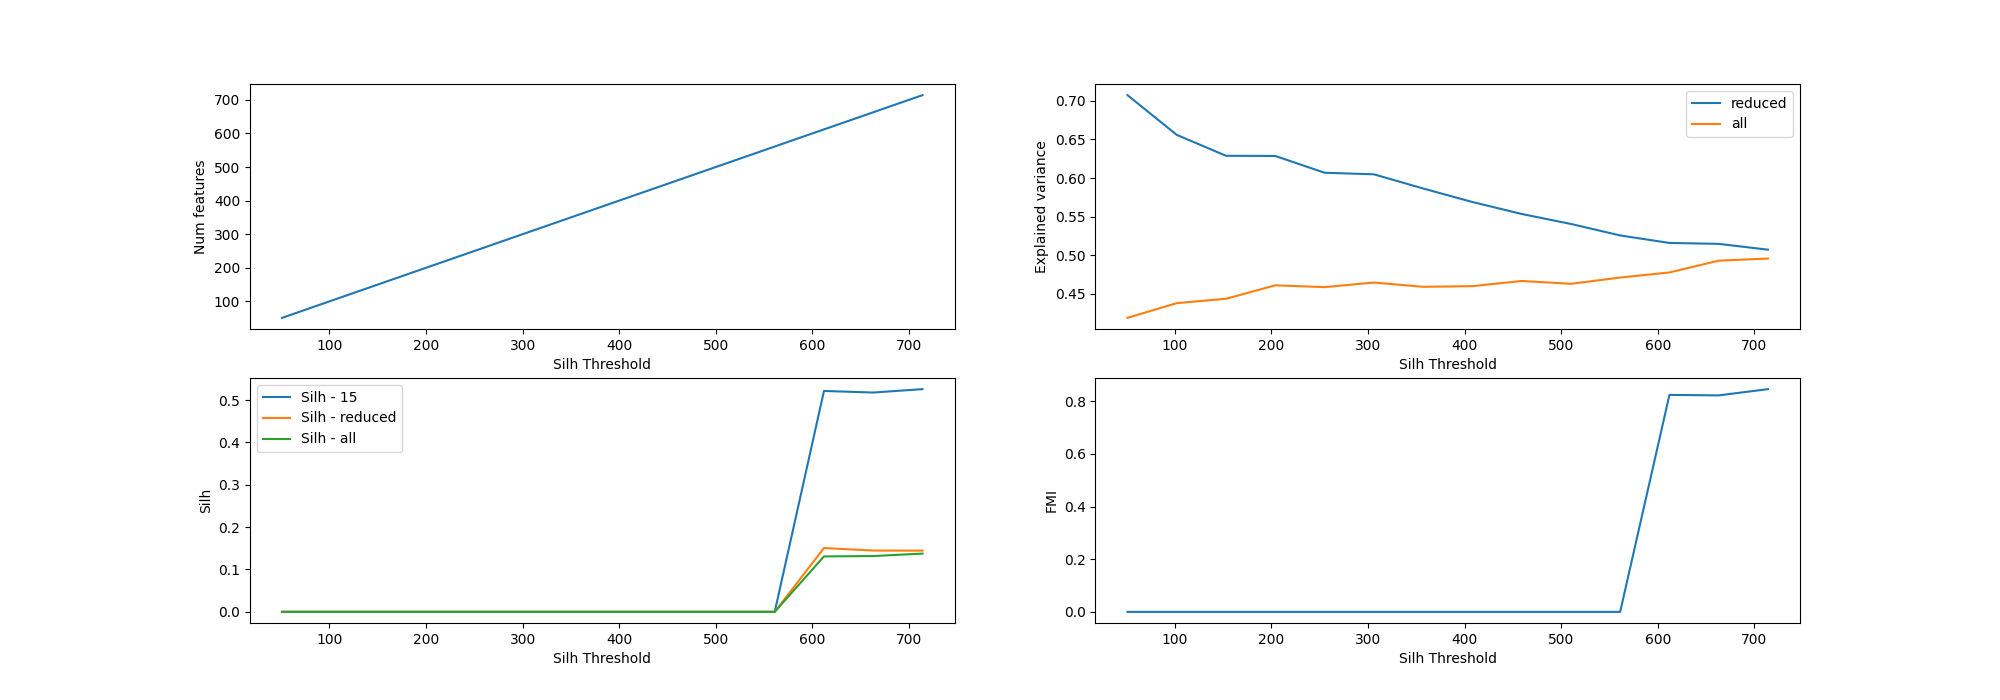 700
600
500
400
300
200
100
Num features
100 200 300 400 500 600 700
Silh Threshold
0.70
0.65
0.60
0.55
0.50
0.45
Explained variance
reduced
all
100 200 300 400 500 600 700
Silh Threshold
0.5
0.4
0.3
0.2
0.1
0.0
Silh
Silh - 15
Silh - reduced
Silh - all
100 200 300 400 500 600 700
Silh Threshold
0.8
0.6
0.4
0.2
0.0
FMI
100 200 300 400 500 600 700
Silh Threshold